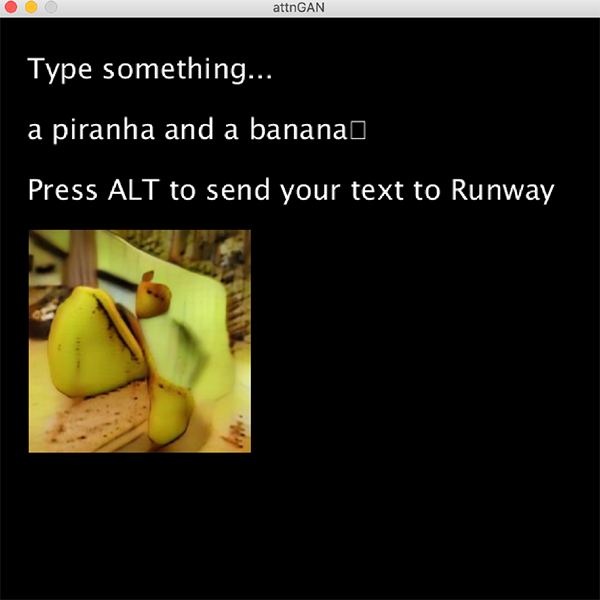 attnGAN
Type something...
a piranha and a banana□
Press ALT to send your text to Runway